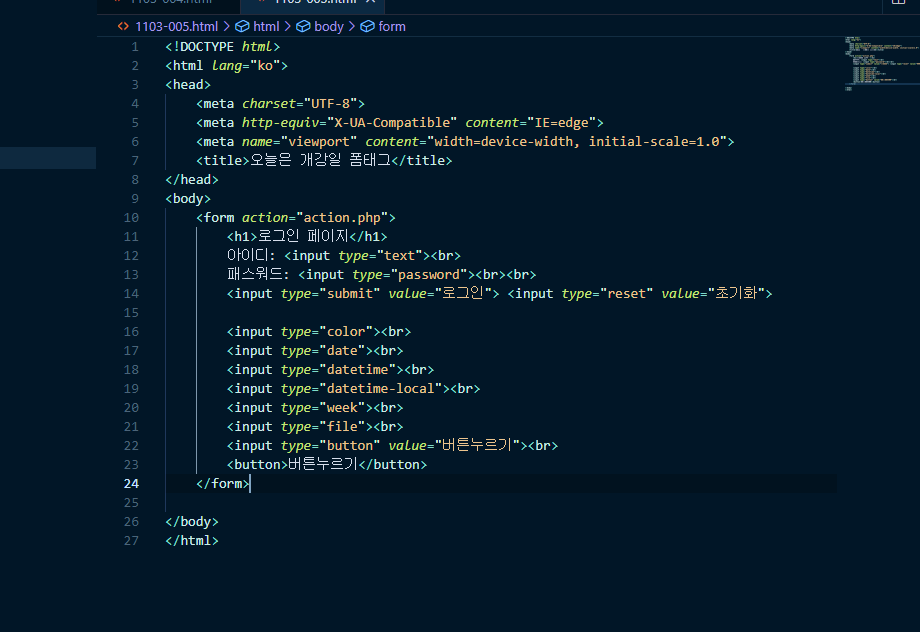 1103-004.html 1103-005.html
1103-005.html > html > body > form
1 <!DOCTYPE html>
2 <html lang="ko">
3 <head>
4 <meta charset="UTF-8">
5 <meta http-equiv="X-UA-Compatible" content="IE=edge">
6 <meta name="viewport" content="width=device-width, initial-scale=1.0">
7 <title>오늘은 개강일 폼태그</title>
8 </head>
9 <body>
10 <form action="action.php">
11 <h1>로그인 페이지</h1>
12 아이디: <input type="text"><br>
13 패스워드: <input type="password"><br><br>
14 <input type="submit" value="로그인"> <input type="reset" value="초기화">
15
16 <input type="color"><br>
17 <input type="date"><br>
18 <input type="datetime"><br>
19 <input type="datetime-local"><br>
20 <input type="week"><br>
21 <input type="file"><br>
22 <input type="button" value="버튼누르기"><br>
23 <button>버튼누르기</button>
24 </form>
25
26 </body>
27 </html>